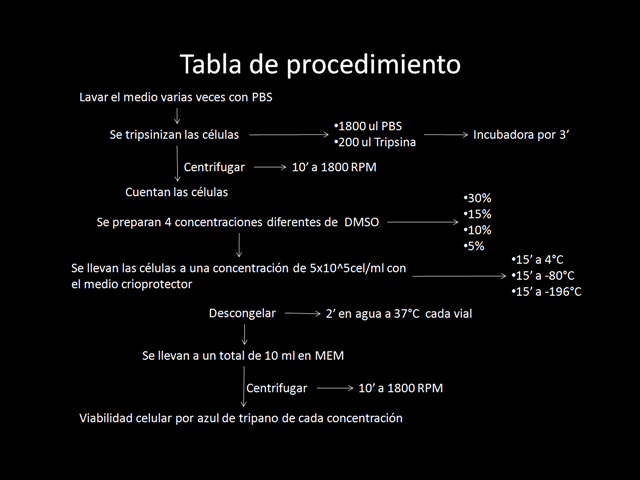 Tabla de procedimiento
Lavar el medio varias veces con PBS
Se tripsinizan las células
•1800 ul PBS
•200 ul Tripsina
Incubadora por 3’
Centrifugar
10’ a 1800 RPM
Cuentan las células
Se preparan 4 concentraciones diferentes de DMSO
•30%
•15%
•10%
•5%
Se llevan las células a una concentración de 5x10^5cel/ml con
el medio crioprotector
•15’ a 4°C
•15’ a -80°C
•15’ a -196°C
Descongelar
2’ en agua a 37°C cada vial
Se llevan a un total de 10 ml en MEM
Centrifugar
10’ a 1800 RPM
Viabilidad celular por azul de tripano de cada concentración